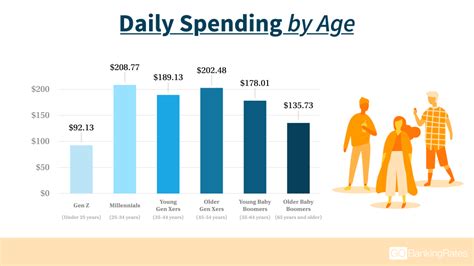 Daily Spending by Age
$208.77
$202.48
$189.13
$178.01
$135.73
$92.13
$200
$150
$100
$50
$0
Gen Z
(Under 25 years)
Millennials
(25-34 years)
Young
Gen Xers
(35-44 years)
Older
Gen Xers
(45-54 years)
Young Baby
Boomers
(55-64 years)
Older Baby
Boomers
(65 years and older)
GOBankingRates